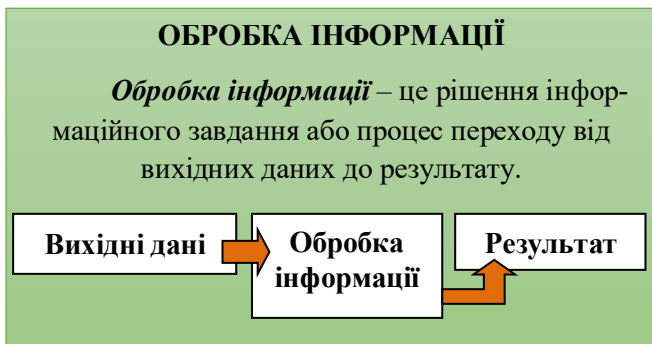 ОБРОБКА ІНФОРМАЦІЇ
Обробка інформації – це рішення інфор-
маційного завдання або процес переходу від
вихідних даних до результату.
Вихідні дані
Обробка
інформації
Результат